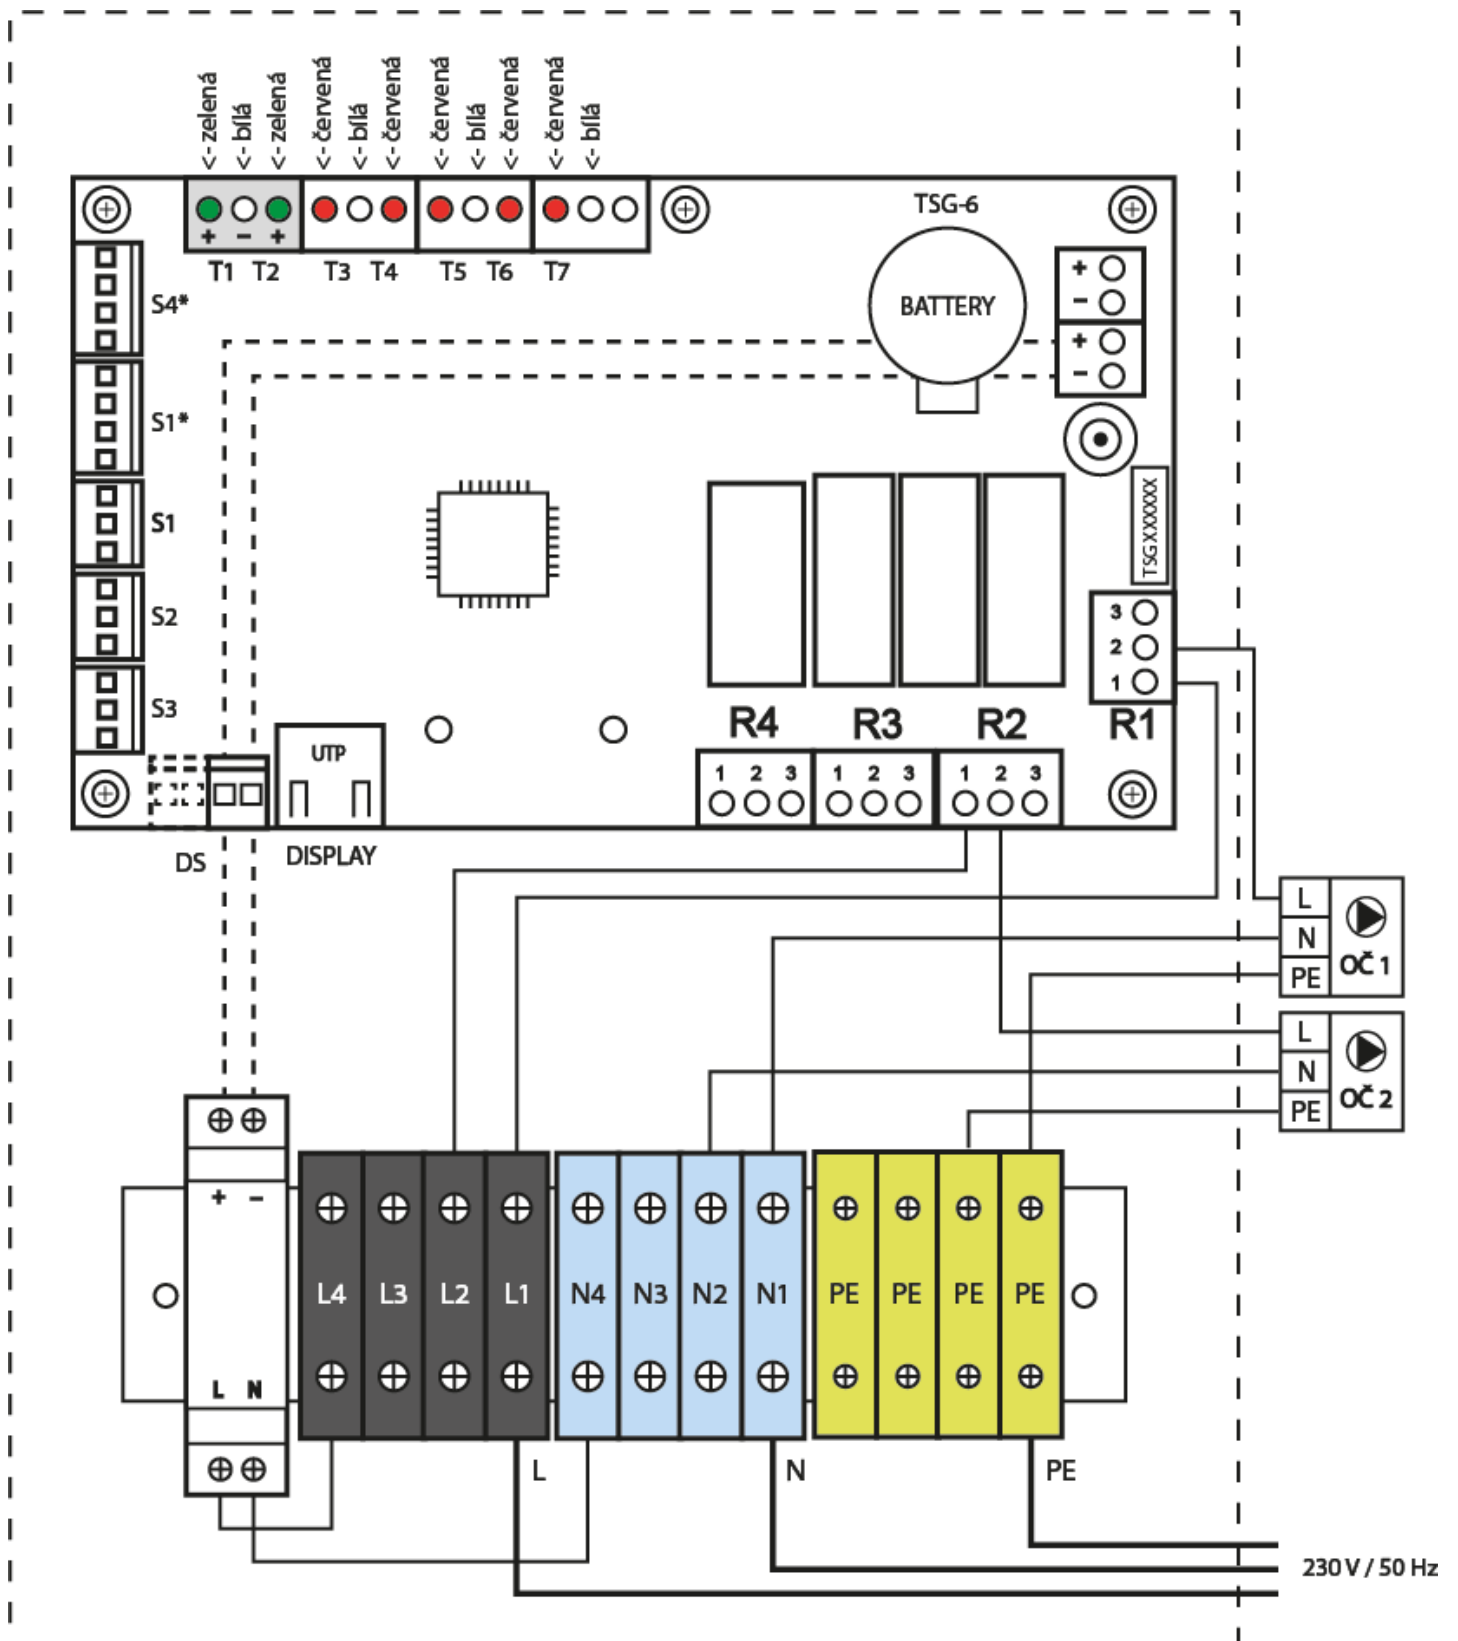 <- zelená
<- bílá
<- zelená
<- červená
<- bílá
<- červená
<- červená
<- bílá
<- červená
<- červená
<- bílá
TSG-6
+ − +
T1 T2 T3 T4 T5 T6 T7
+
−
+
−
BATTERY
S4*
S1*
S1
S2
S3
TSGXXXXXX
3
2
1
R4 R3 R2 R1
1 2 3 1 2 3 1 2 3
UTP
DS
DISPLAY
L
N
PE
OČ 1
L
N
PE
OČ 2
+ −
L4 L3 L2 L1 N4 N3 N2 N1 PE PE PE PE
L N
L N PE
230 V / 50 Hz